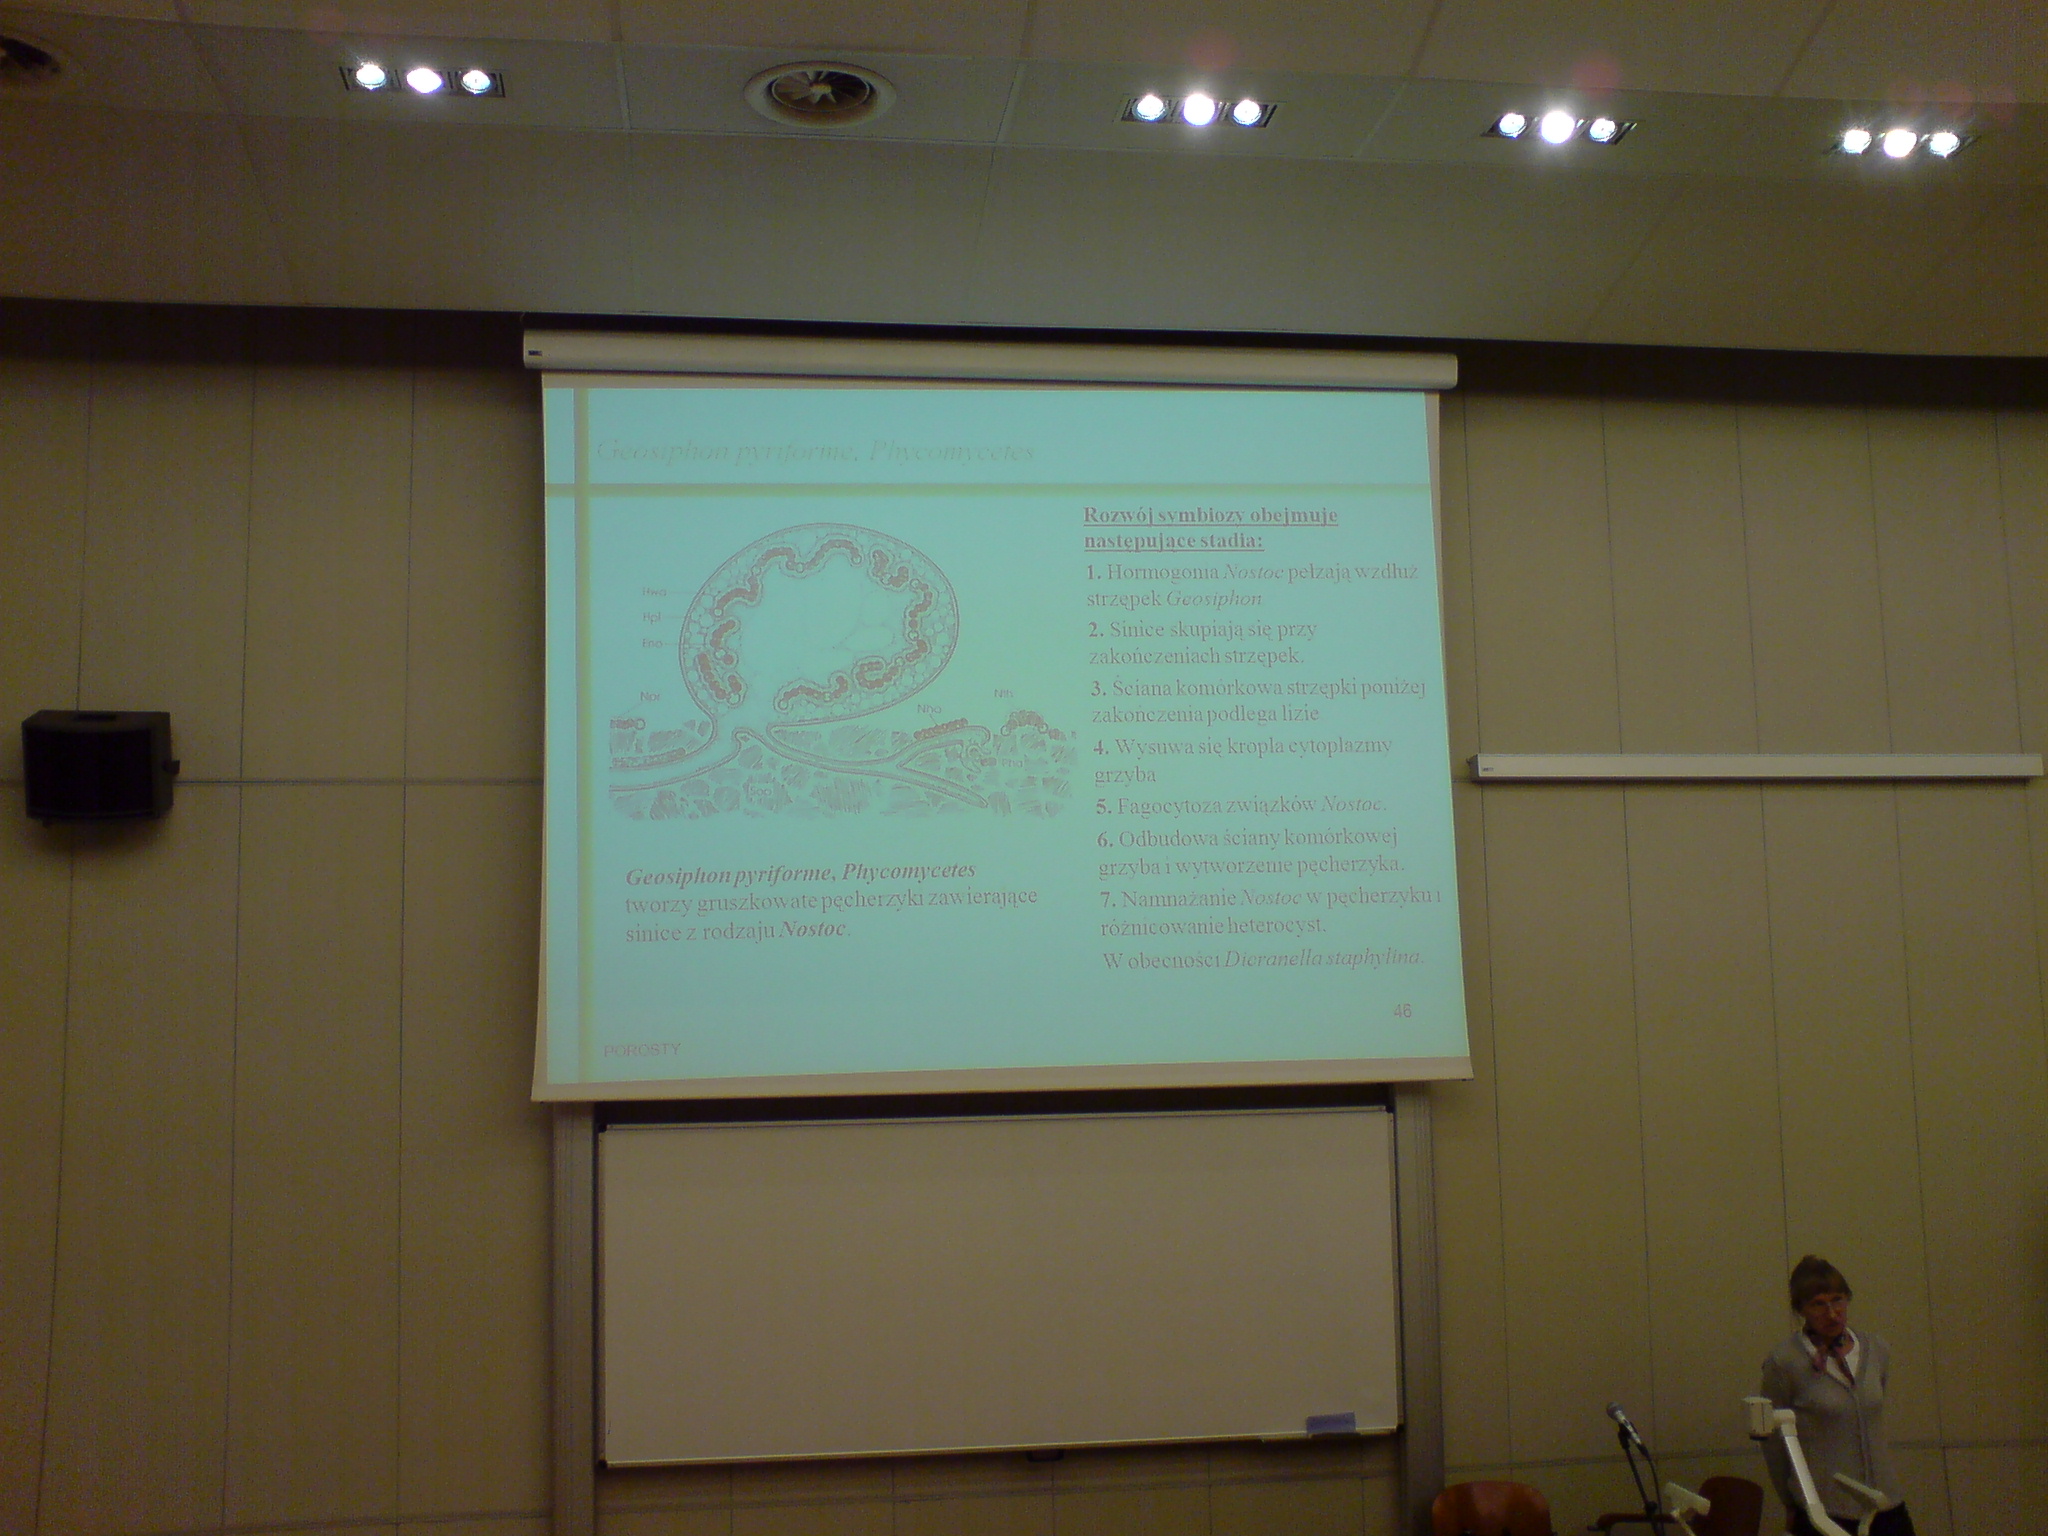 Geosiphon pyriforme, Phycomycetes
Rozwój symbiozy obejmuje
następujące stadia:
1. Hormogonia Nostoc pełzają wzdłuż
strzępek Geosiphon
2. Sinice skupiają się przy
zakończeniach strzępek.
3. Ściana komórkowa strzępki poniżej
zakończenia podlega lizie
4. Wysuwa się kropla cytoplazmy
grzyba
5. Fagocytoza związków Nostoc.
6. Odbudowa ściany komórkowej
grzyba i wytworzenie pęcherzyka.
7. Namnażanie Nostoc w pęcherzyku i
różnicowanie heterocyst.
W obecności Dicranella staphylina.
Hwa
Hpl
Eno
Npr
Nno
Nth
Pha
Geosiphon pyriforme, Phycomycetes
tworzy gruszkowate pęcherzyki zawierające
sinice z rodzaju Nostoc.
46
POROSTY